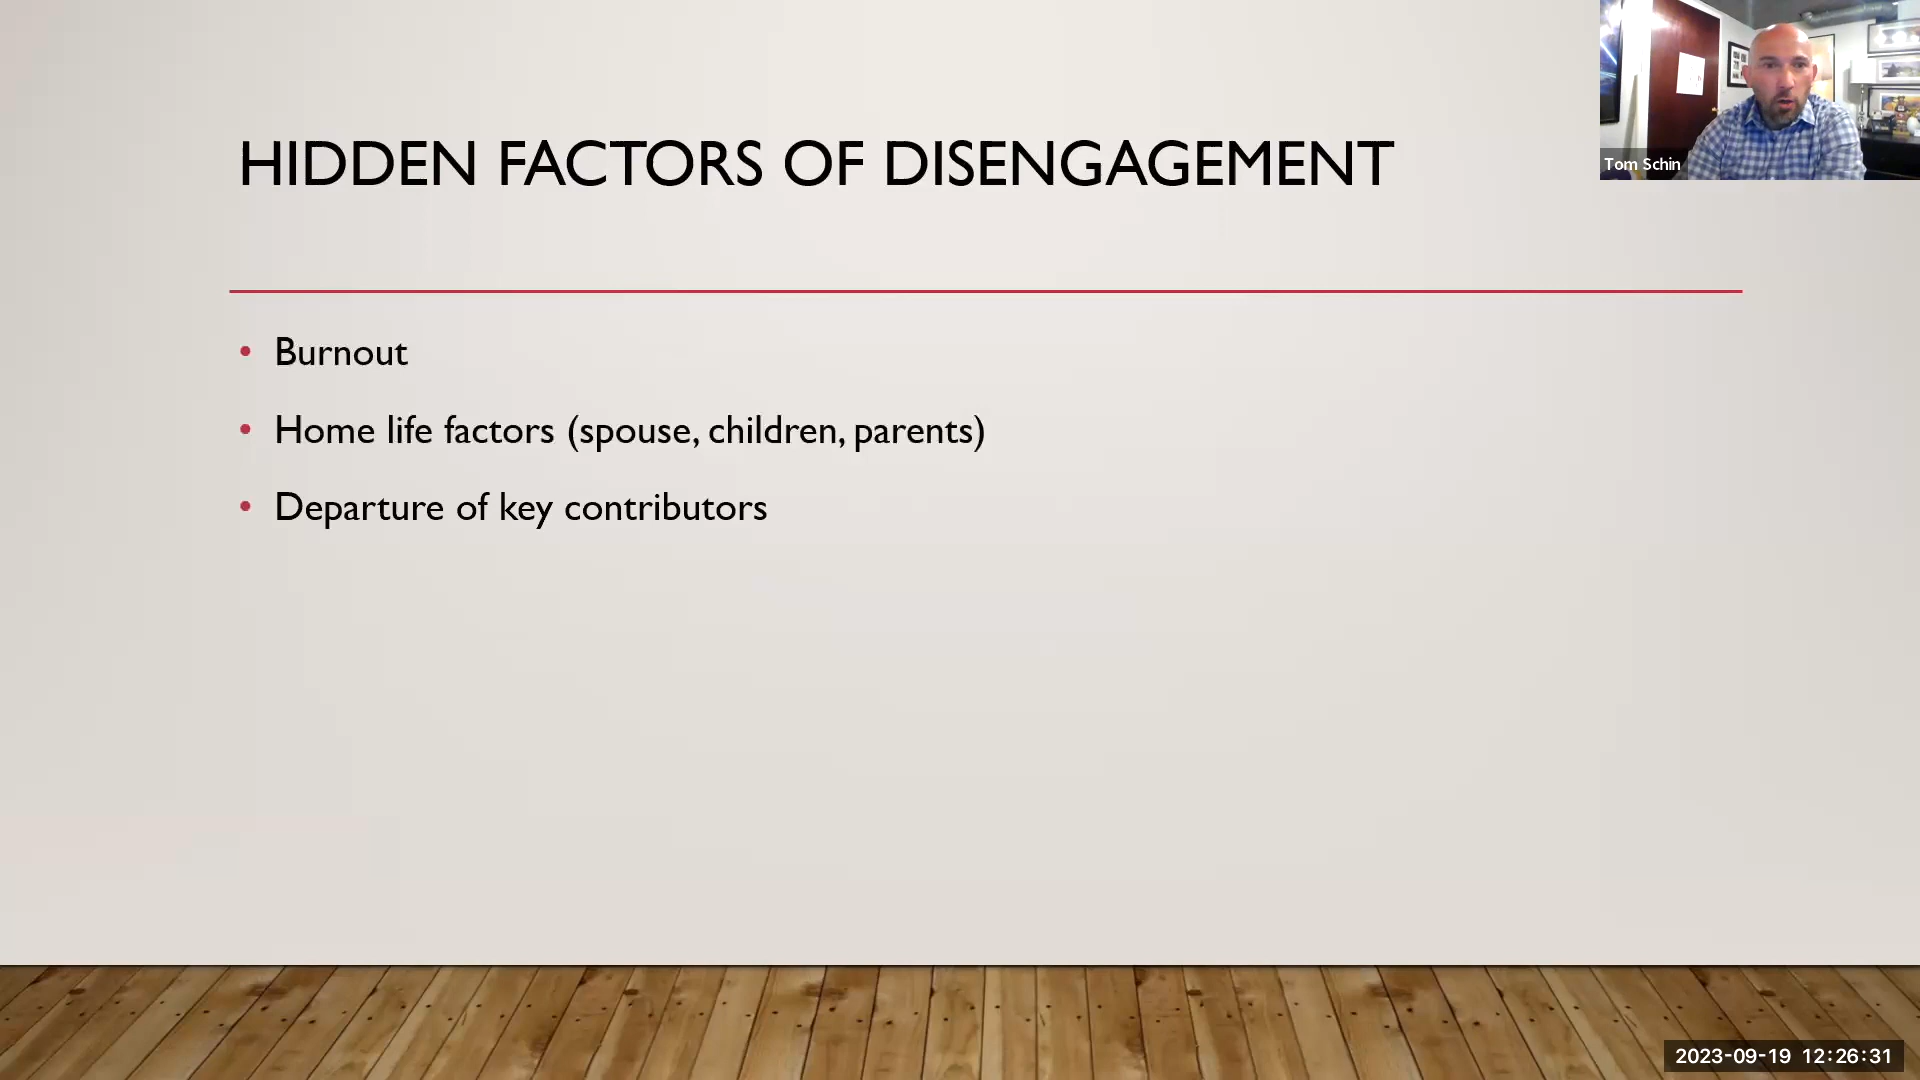 HIDDEN FACTORS OF DISENGAGEMENT
Tom Schin
• Burnout
• Home life factors (spouse, children, parents)
• Departure of key contributors
2023-09-19 12:26:31